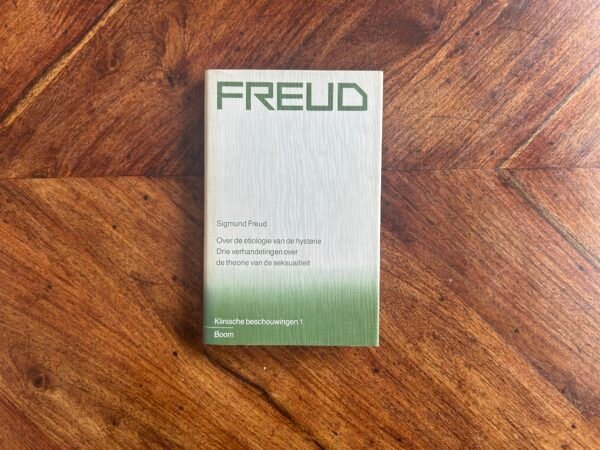 FREUD
Sigmund Freud
Over de etiologie van de hysterie
Drie verhandelingen over
de theorie van de seksualiteit
Klinische beschouwingen 1
Boom